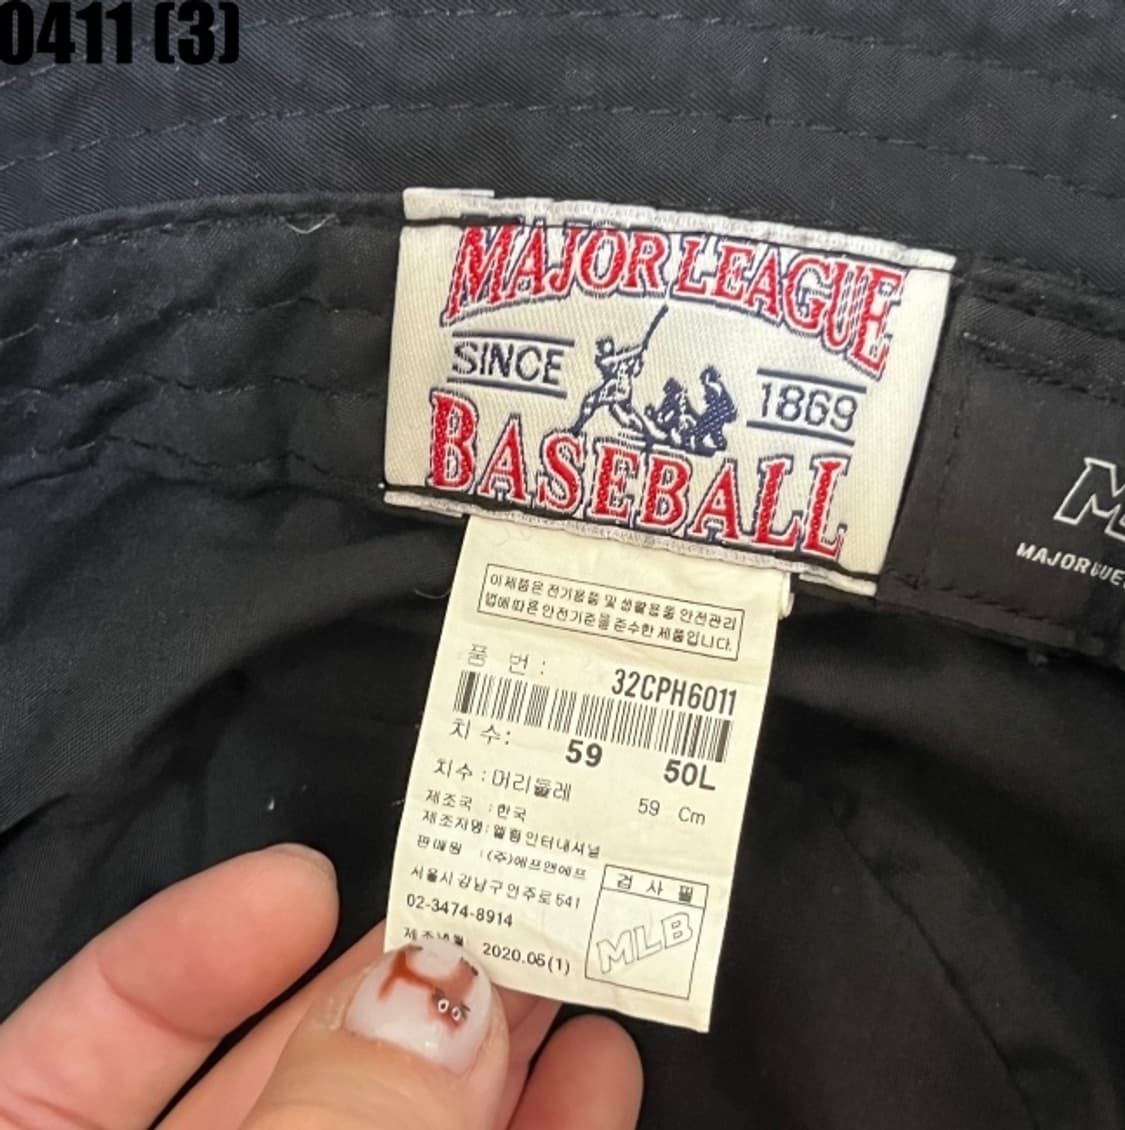 0411 (3)
MAJOR LEAGUE
SINCE
1869
BASEBALL
MAJOR
이 제품은 전기용품 및 생활용품 안전관리
법에 따른 안전기준을 준수한 제품입니다.
품 번 : 32CPH6011
치 수 : 59 50L
치수 : 머리둘레 59 Cm
제조국 : 한국
제조자명 : 엘림인터내셔널
판매원 : (주)에프앤에프
서울시 강남구 언주로 541
02-3474-8914
제조년월 2020.05(1)
검 사 필
MLB